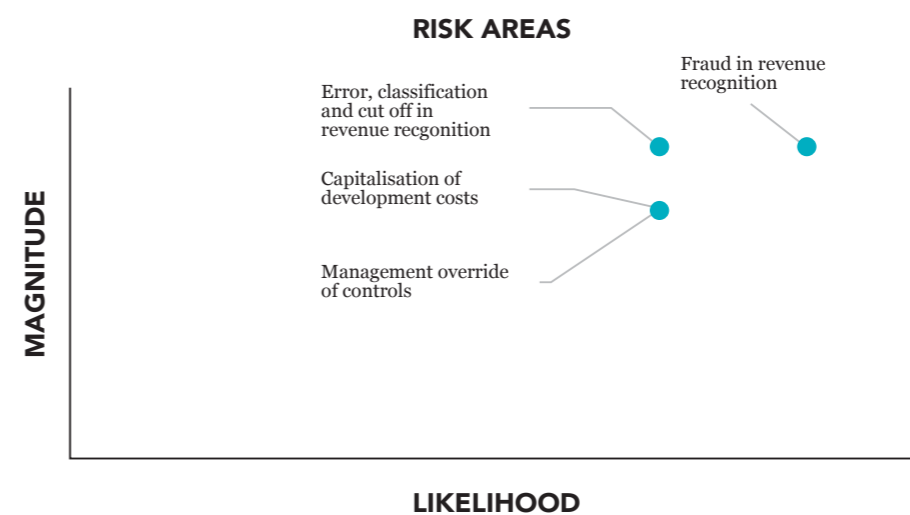 RISK AREAS
Fraud in revenue
recognition
Error, classification
and cut off in
revenue recgonition
Capitalisation of
development costs
Management override
of controls
MAGNITUDE
LIKELIHOOD